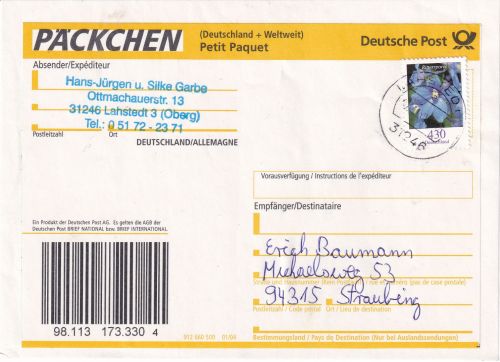 PÄCKCHEN
(Deutschland + Weltweit)
Petit Paquet
Deutsche Post
Absender/Expéditeur
Hans-Jürgen u. Silke Garbe
Ottmachauerstr. 13
31246 Lahstedt 3 (Oberg)
Tel.: 0 51 72 - 23 71
Postleitzahl
Ort
DEUTSCHLAND/ALLEMAGNE
Rittersporn
430
Deutschland
31246
Vorausverfügung / Instructions de l'expéditeur
Empfänger/Destinataire
Erich Baumann
Michaelsweg 53
94315 Straubing
Postleitzahl / Code postal
Ort / Lieu de destination
Bestimmungsland / Pays de Destination (Nur bei Auslandssendungen)
Ein Produkt der Deutschen Post AG. Es gelten die AGB der
Deutschen Post BRIEF NATIONAL bzw. BRIEF INTERNATIONAL.
98.113 173.330 4
912 660 500